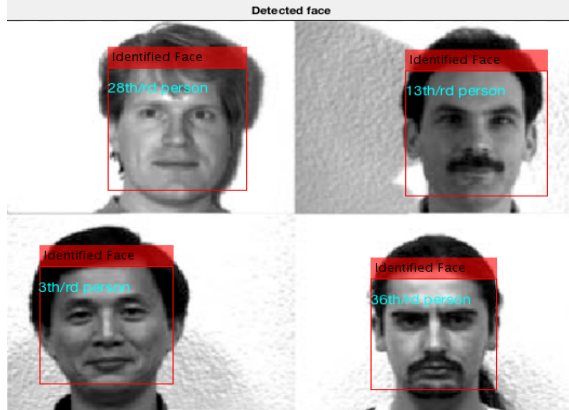 Detected face
Identified Face
28th/rd person
Identified Face
13th/rd person
Identified Face
3th/rd person
Identified Face
36th/rd person